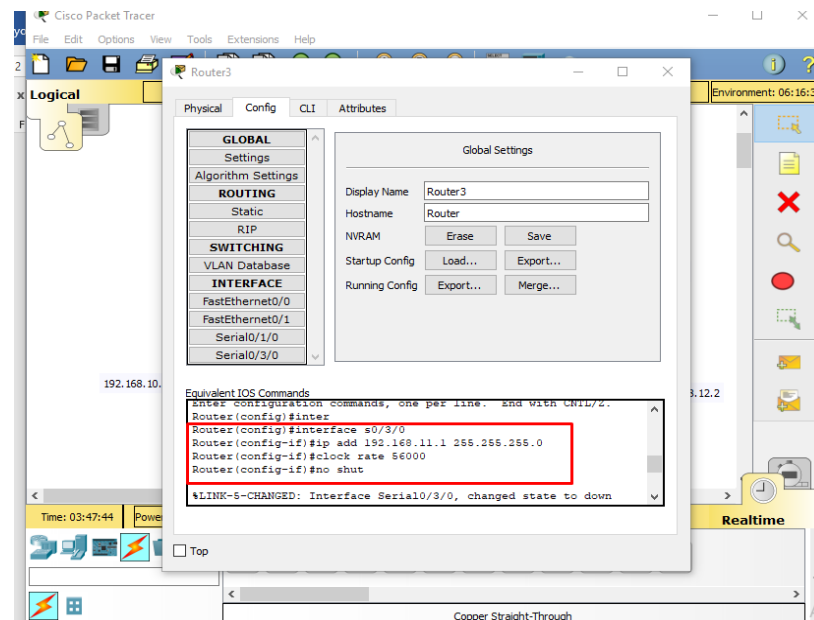 Cisco Packet Tracer
File Edit Options View Tools Extensions Help
Router3
Logical
Environment: 06:16:3
Physical Config CLI Attributes
GLOBAL
Settings
Algorithm Settings
ROUTING
Static
RIP
SWITCHING
VLAN Database
INTERFACE
FastEthernet0/0
FastEthernet0/1
Serial0/1/0
Serial0/3/0
Global Settings
Display Name Router3
Hostname Router
NVRAM Erase Save
Startup Config Load... Export...
Running Config Export... Merge...
192.168.10.
3.12.2
Equivalent IOS Commands
Enter configuration commands, one per line. End with CNTL/Z.
Router(config)#inter
Router(config)#interface s0/3/0
Router(config-if)#ip add 192.168.11.1 255.255.255.0
Router(config-if)#clock rate 56000
Router(config-if)#no shut
%LINK-5-CHANGED: Interface Serial0/3/0, changed state to down
Time: 03:47:44 Powe
Realtime
Top
Copper Straight-Through